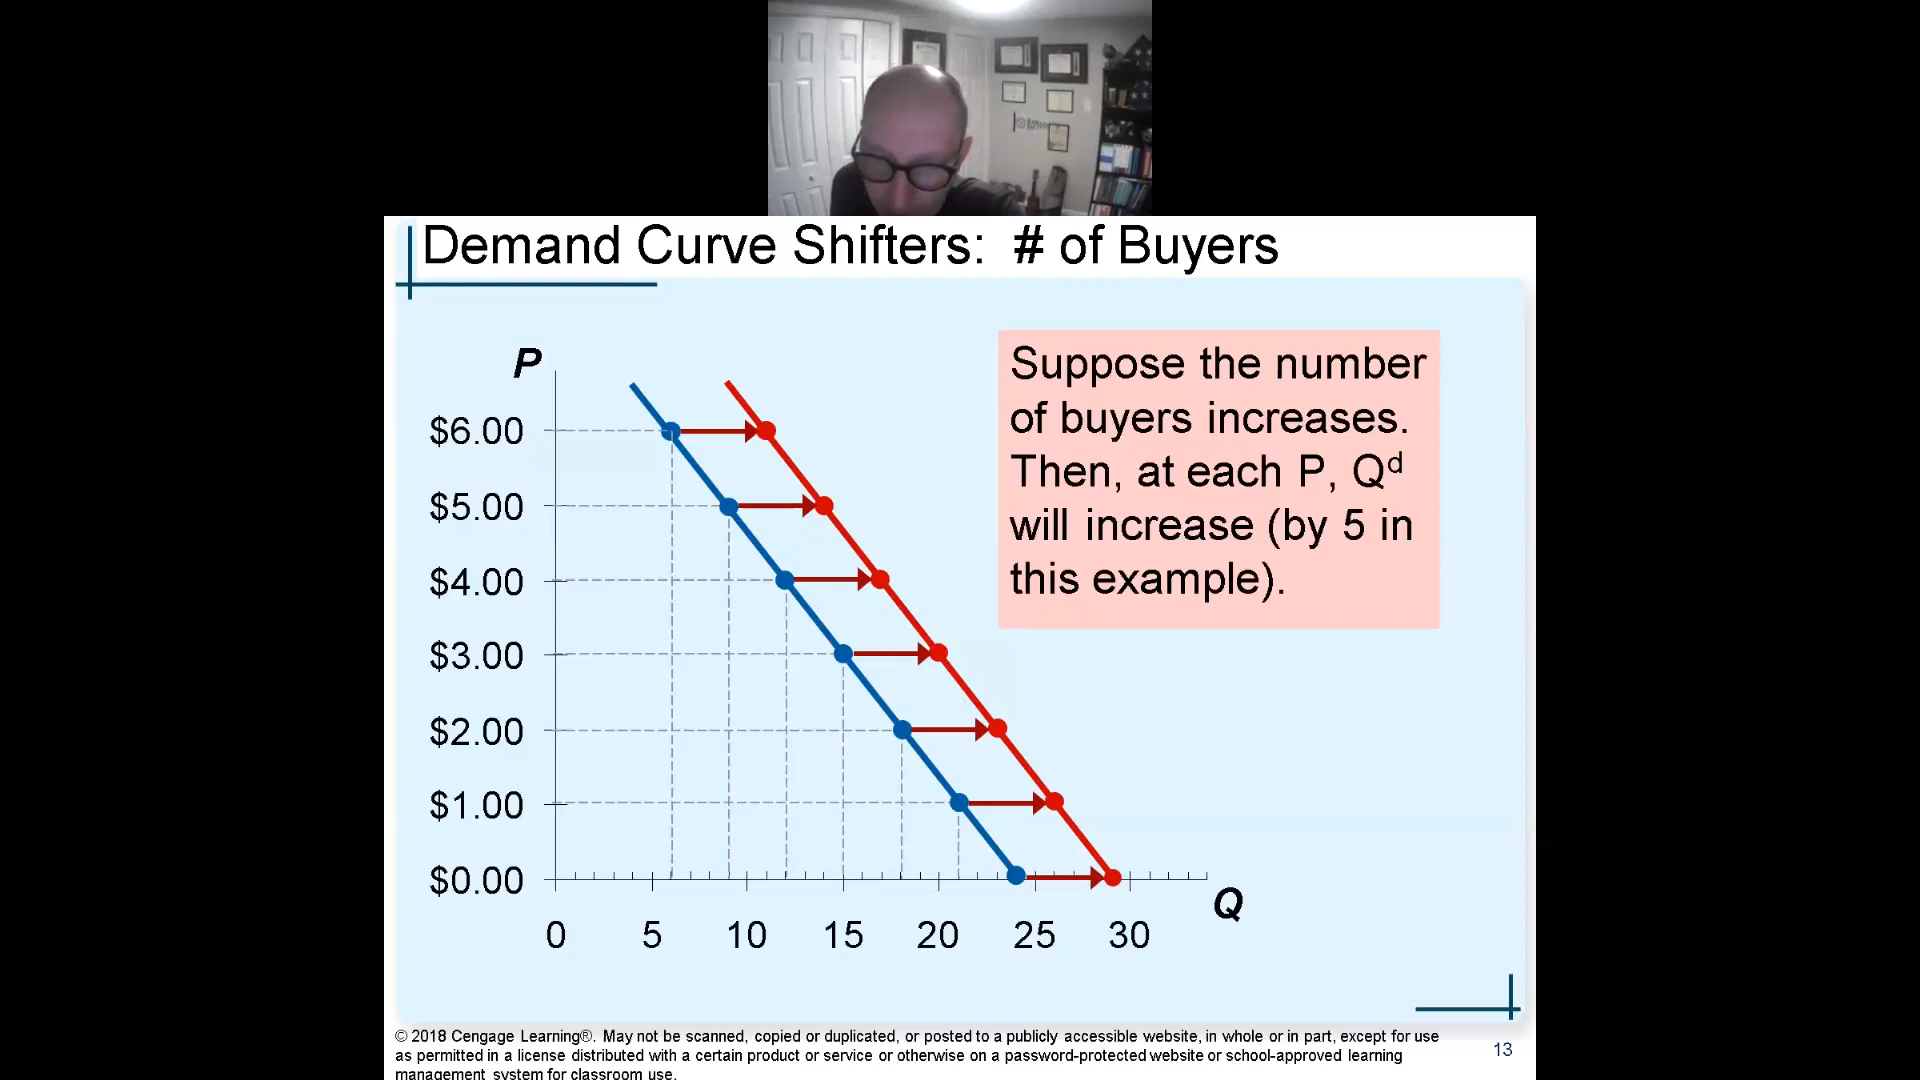 Demand Curve Shifters: # of Buyers
P
Suppose the number
of buyers increases.
Then, at each P, Qᵈ
will increase (by 5 in
this example).
$6.00
$5.00
$4.00
$3.00
$2.00
$1.00
$0.00
Q
0 5 10 15 20 25 30
© 2018 Cengage Learning®. May not be scanned, copied or duplicated, or posted to a publicly accessible website, in whole or in part, except for use
as permitted in a license distributed with a certain product or service or otherwise on a password-protected website or school-approved learning
management system for classroom use.
13